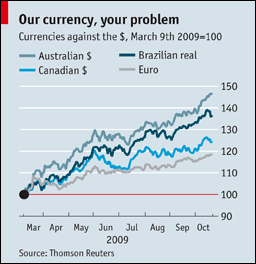 Our currency, your problem
Currencies against the $, March 9th 2009=100
Australian $ Brazilian real
Canadian $ Euro
150
140
130
120
110
100
90
Mar Apr May Jun Jul Aug Sep Oct
2009
Source: Thomson Reuters